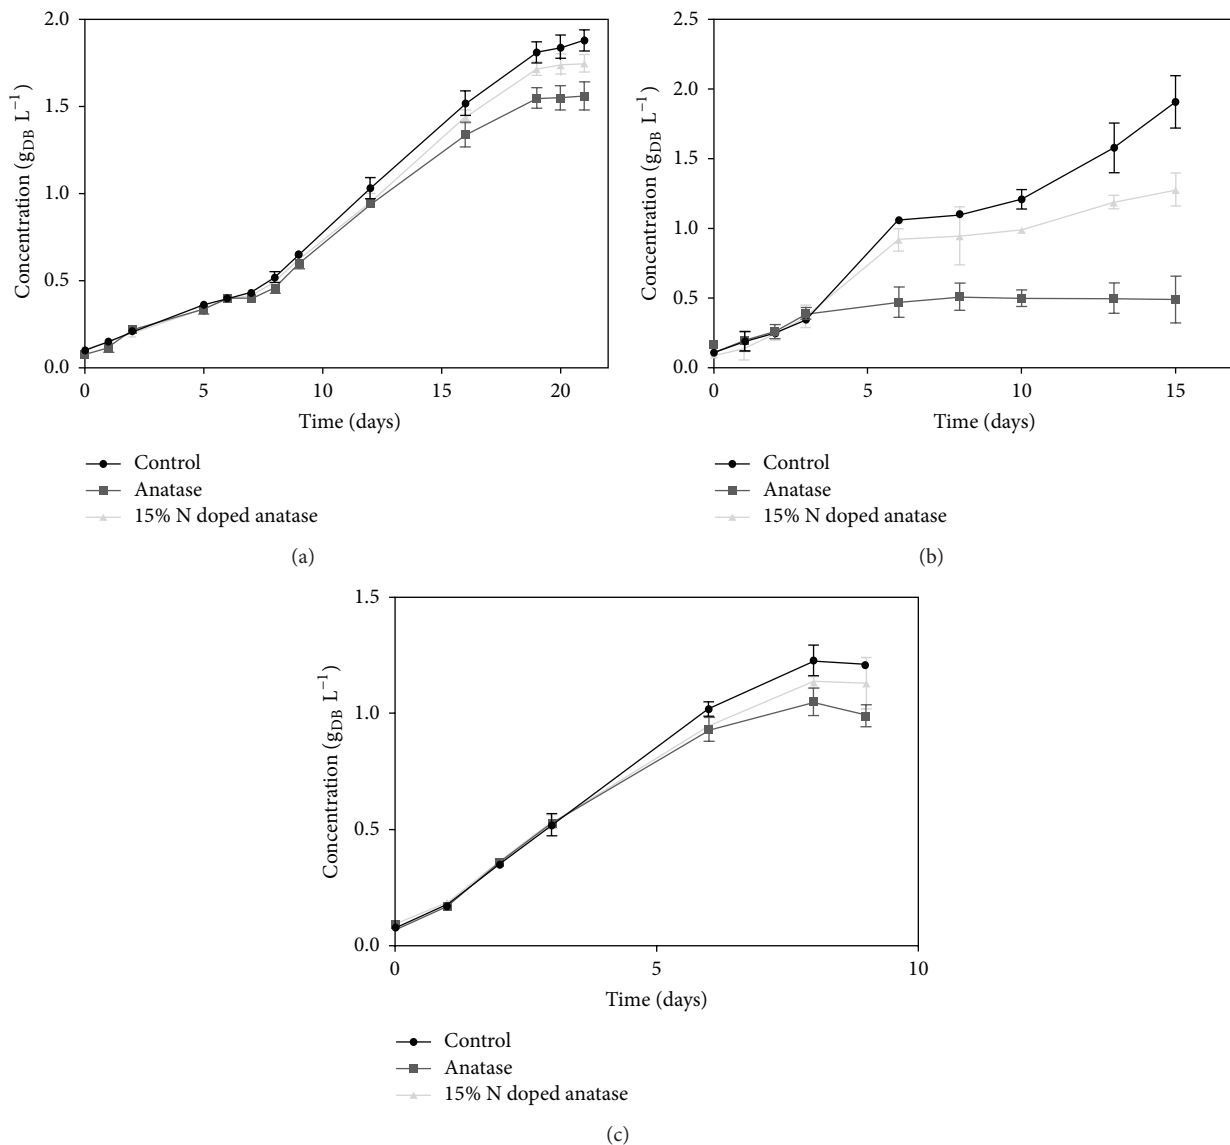 2.0
1.5
1.0
0.5
0.0
Concentration (g_DB L⁻¹)
0 5 10 15 20
Time (days)
Control
Anatase
15% N doped anatase
(a)
2.5
2.0
1.5
1.0
0.5
0.0
Concentration (g_DB L⁻¹)
0 5 10 15
Time (days)
Control
Anatase
15% N doped anatase
(b)
1.5
1.0
0.5
0.0
Concentration (g_DB L⁻¹)
0 5 10
Time (days)
Control
Anatase
15% N doped anatase
(c)